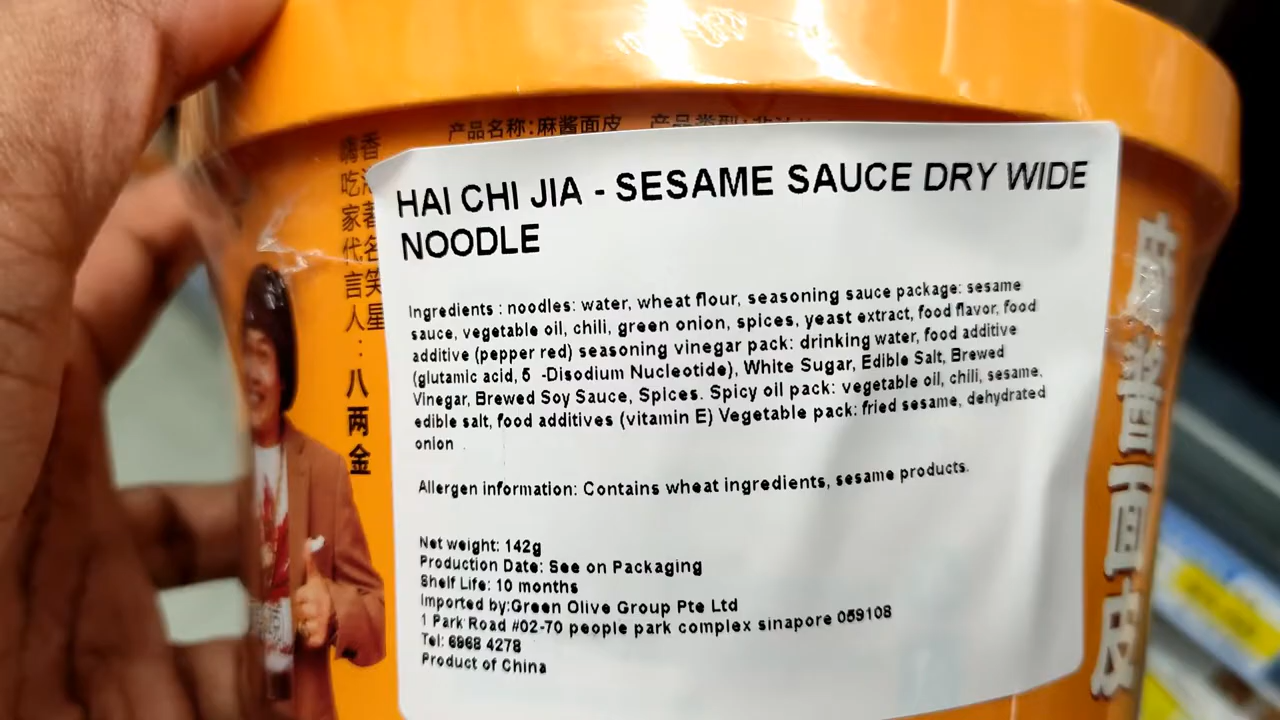 产品名称:麻酱面皮 产品类型:
嗨吃家代言人:八两金
香
著名笑星
HAI CHI JIA - SESAME SAUCE DRY WIDE
NOODLE
Ingredients : noodles: water, wheat flour, seasoning sauce package: sesame
sauce, vegetable oil, chili, green onion, spices, yeast extract, food flavor, food
additive (pepper red) seasoning vinegar pack: drinking water, food additive
(glutamic acid, 5 -Disodium Nucleotide), White Sugar, Edible Salt, Brewed
Vinegar, Brewed Soy Sauce, Spices. Spicy oil pack: vegetable oil, chili, sesame,
edible salt, food additives (vitamin E) Vegetable pack: fried sesame, dehydrated
onion
Allergen information: Contains wheat ingredients, sesame products.
Net weight: 142g
Production Date: See on Packaging
Shelf Life: 10 months
Imported by:Green Olive Group Pte Ltd
1 Park Road #02-70 people park complex sinapore 059108
Tel: 6968 4278
Product of China
麻酱面皮